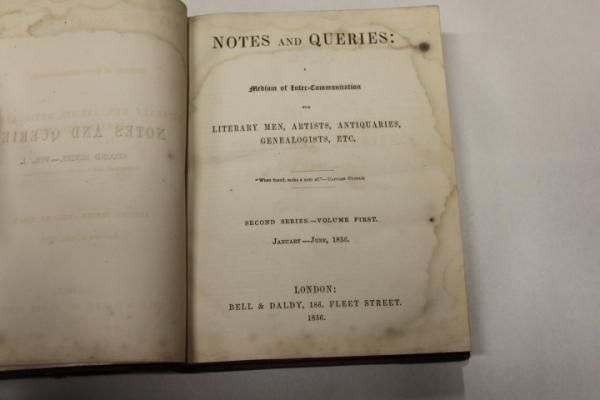 NOTES AND QUERIES:
A
Medium of Inter-Communication
FOR
LITERARY MEN, ARTISTS, ANTIQUARIES,
GENEALOGISTS, ETC.
"When found, make a note of."—CAPTAIN CUTTLE.
SECOND SERIES.—VOLUME FIRST.
JANUARY—JUNE, 1856.
LONDON:
BELL & DALDY, 186. FLEET STREET.
1856.